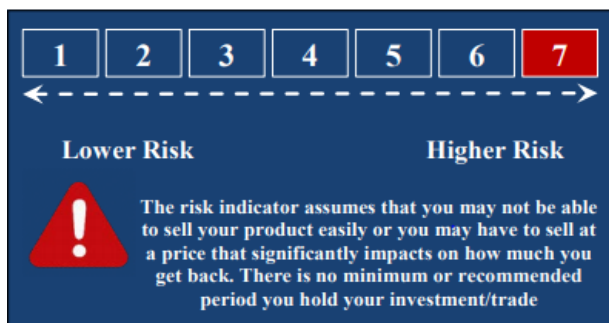 1 2 3 4 5 6 7
Lower Risk Higher Risk
The risk indicator assumes that you may not be able
to sell your product easily or you may have to sell at
a price that significantly impacts on how much you
get back. There is no minimum or recommended
period you hold your investment/trade